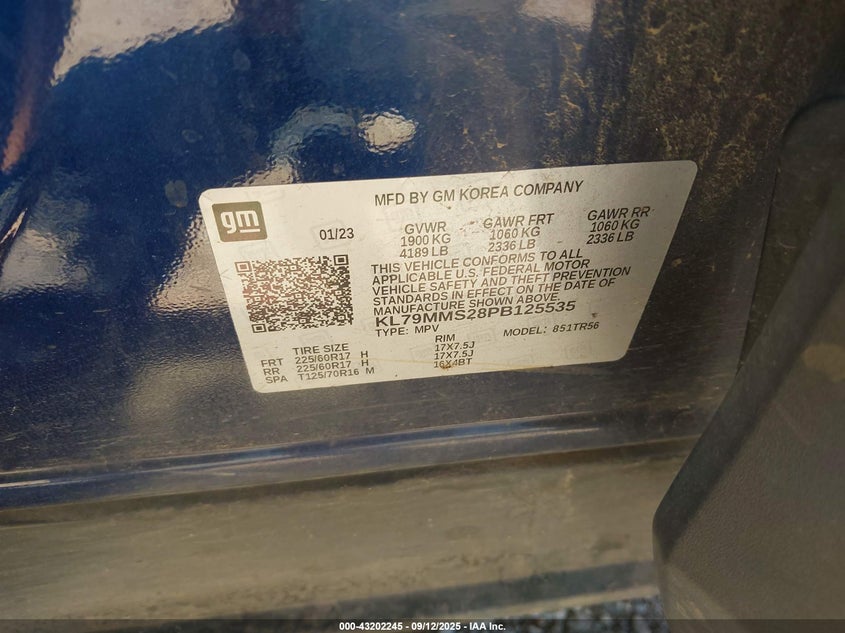 MFD BY GM KOREA COMPANY
gm
01/23
GVWR GAWR FRT GAWR RR
1900 KG 1060 KG 1060 KG
4189 LB 2336 LB 2336 LB
THIS VEHICLE CONFORMS TO ALL
APPLICABLE U.S. FEDERAL MOTOR
VEHICLE SAFETY AND THEFT PREVENTION
STANDARDS IN EFFECT ON THE DATE OF
MANUFACTURE SHOWN ABOVE.
KL79MMS28PB125535
TYPE: MPV MODEL: 851TR56
TIRE SIZE RIM
FRT 225/60R17 H 17X7.5J
RR 225/60R17 H 17X7.5J
SPA T125/70R16 M 16X4BT
000-43202245 - 09/12/2025 - IAA Inc.